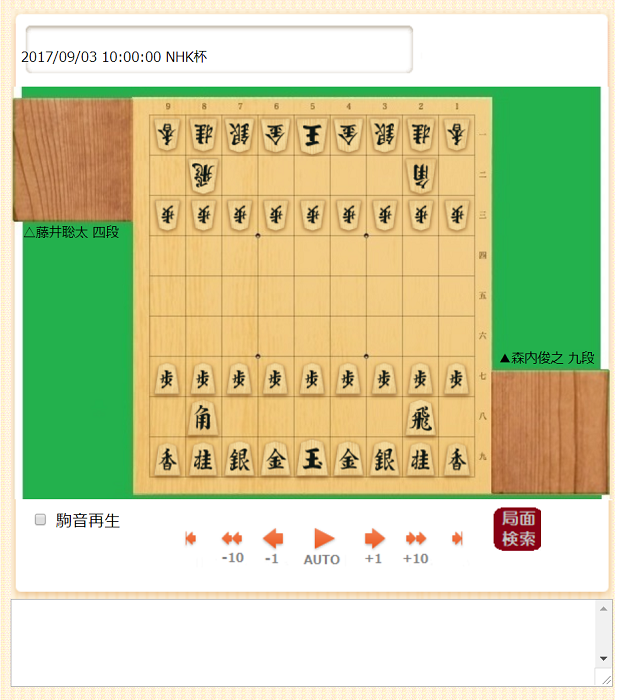 2017/09/03 10:00:00 NHK杯
9 8 7 6 5 4 3 2 1
香 桂 銀 金 王 金 銀 桂 香 一
飛 角 二
歩 歩 歩 歩 歩 歩 歩 歩 歩 三
△藤井聡太 四段
四
五
六
▲森内俊之 九段
歩 歩 歩 歩 歩 歩 歩 歩 歩 七
角 飛 八
香 桂 銀 金 玉 金 銀 桂 香 九
駒音再生
局面
検索
-10 -1 AUTO +1 +10